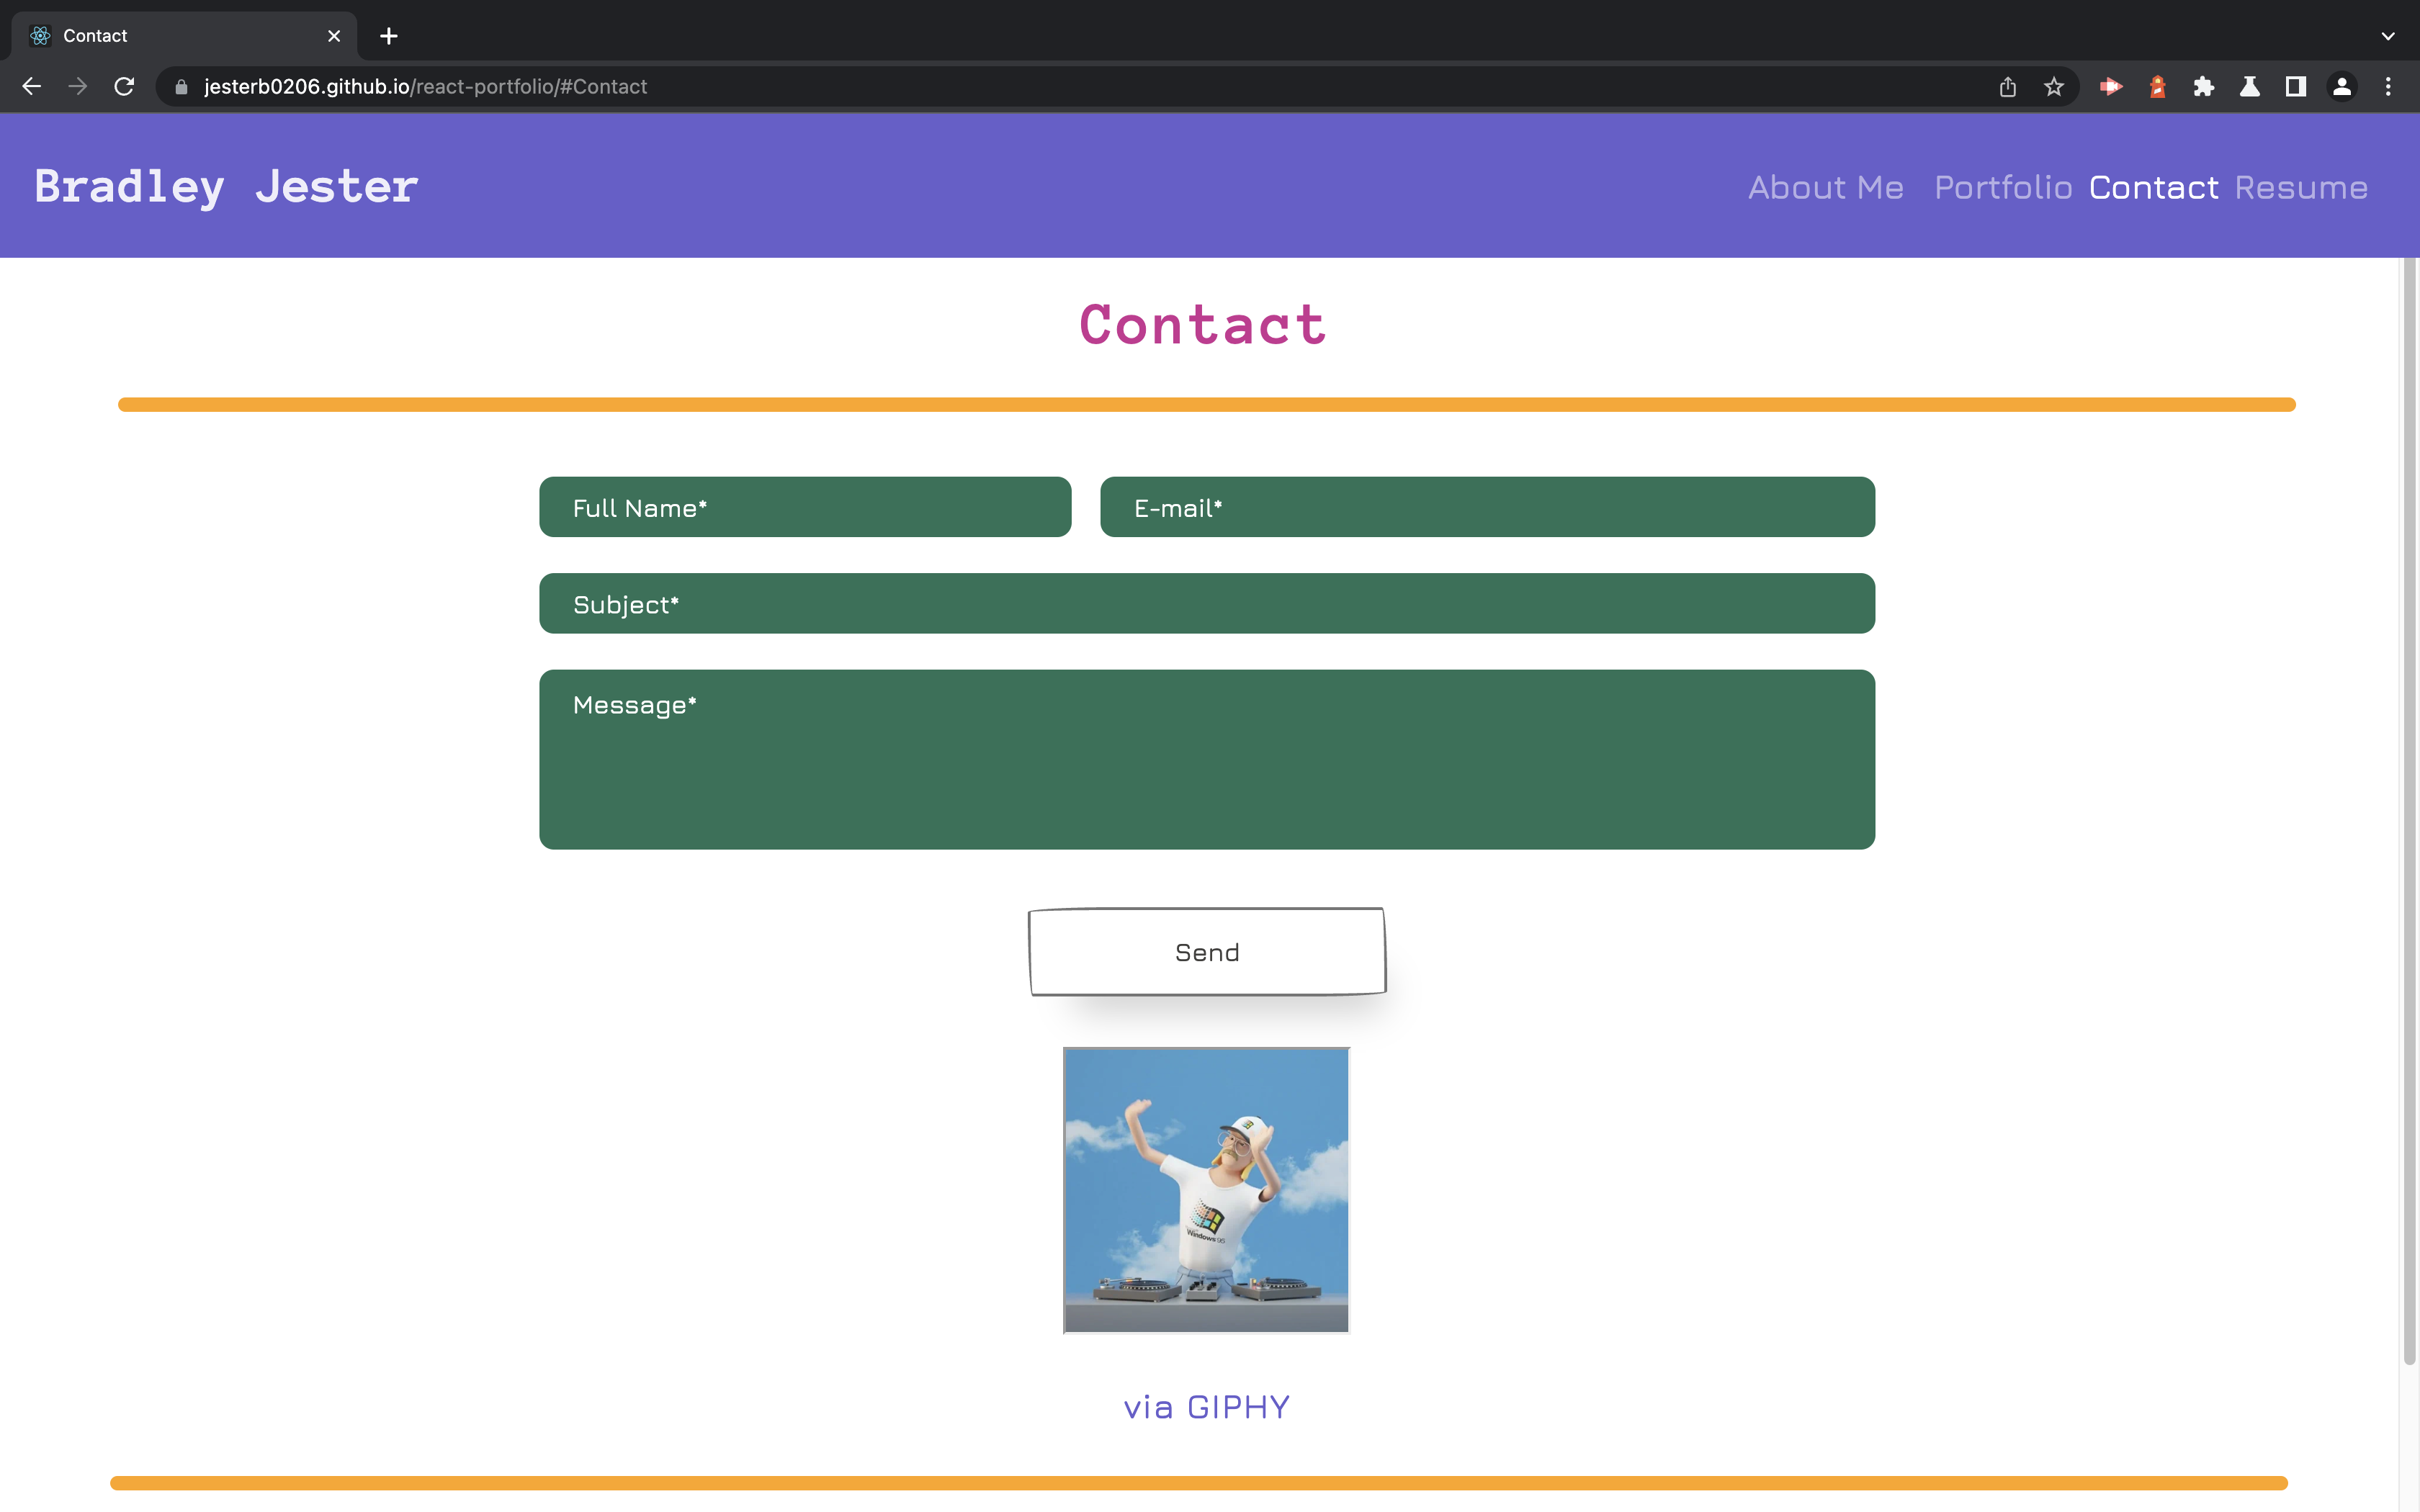 Contact
jesterb0206.github.io/react-portfolio/#Contact
Bradley Jester
About Me Portfolio Contact Resume
Contact
Full Name* E-mail*
Subject*
Message*
Send
Windows 95
via GIPHY